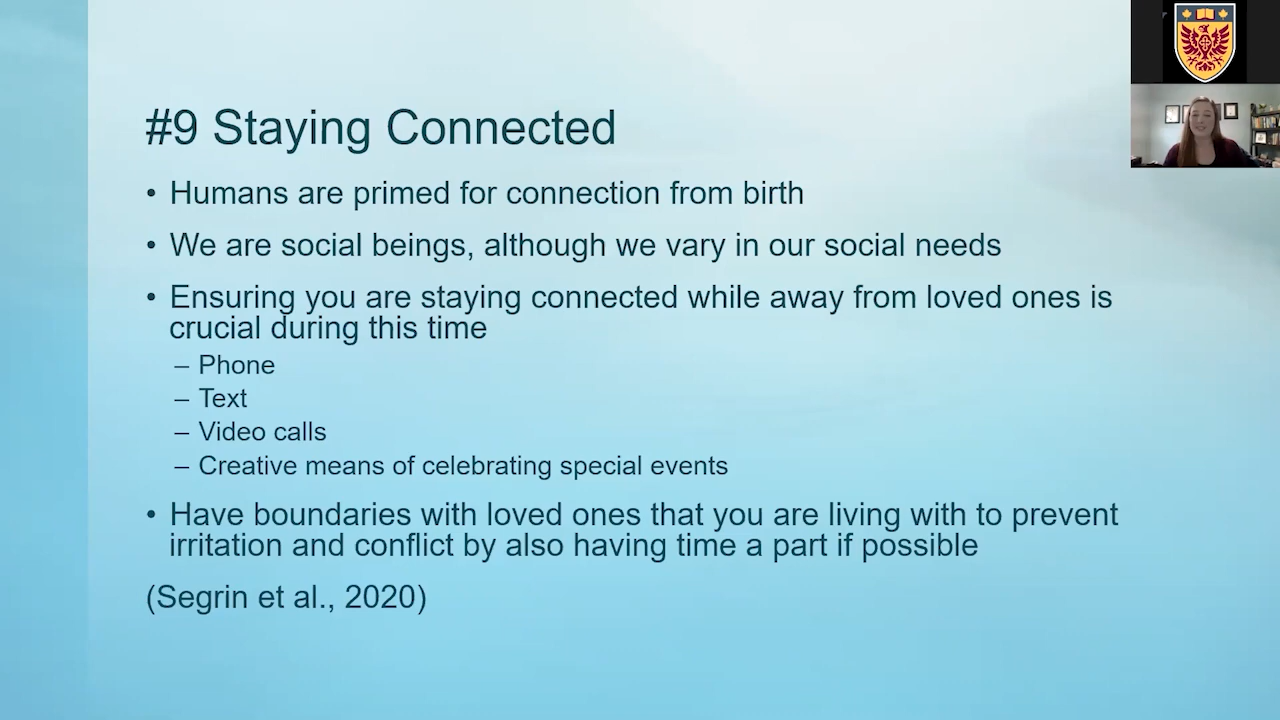 #9 Staying Connected
• Humans are primed for connection from birth
• We are social beings, although we vary in our social needs
• Ensuring you are staying connected while away from loved ones is
crucial during this time
– Phone
– Text
– Video calls
– Creative means of celebrating special events
• Have boundaries with loved ones that you are living with to prevent
irritation and conflict by also having time a part if possible
(Segrin et al., 2020)